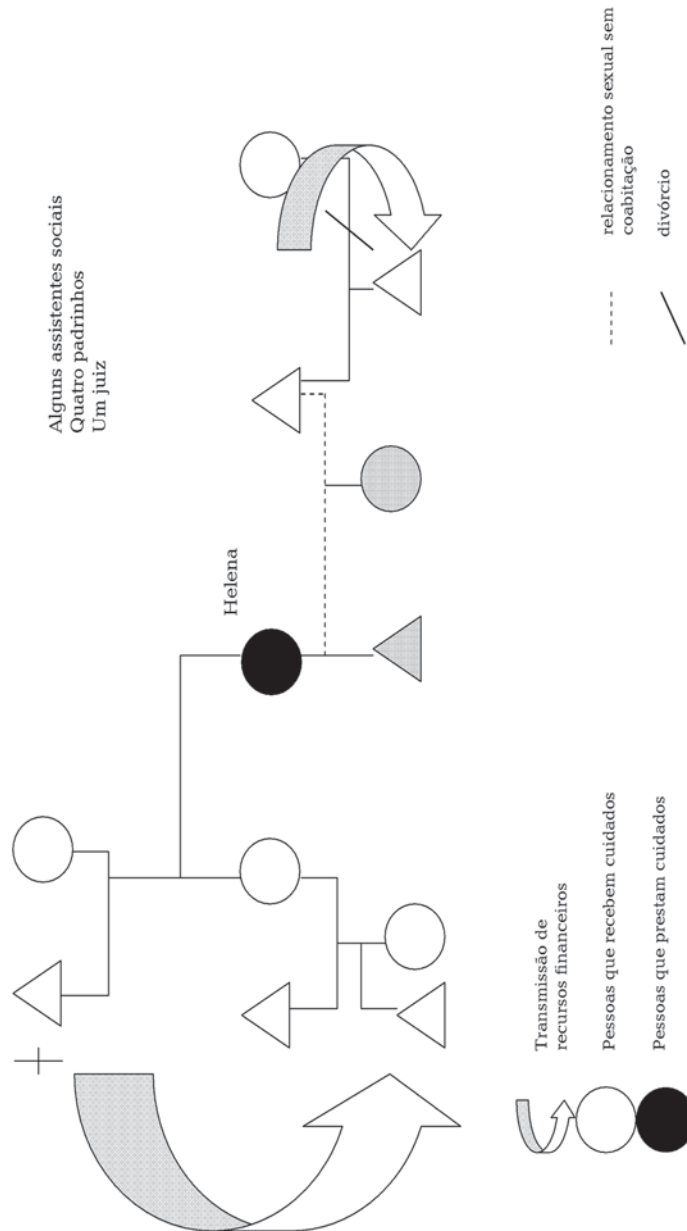 Alguns assistentes sociais
Quatro padrinhos
Um juiz
Helena
Transmissão de
recursos financeiros
Pessoas que recebem cuidados
Pessoas que prestam cuidados
relacionamento sexual sem
coabitação
divórcio